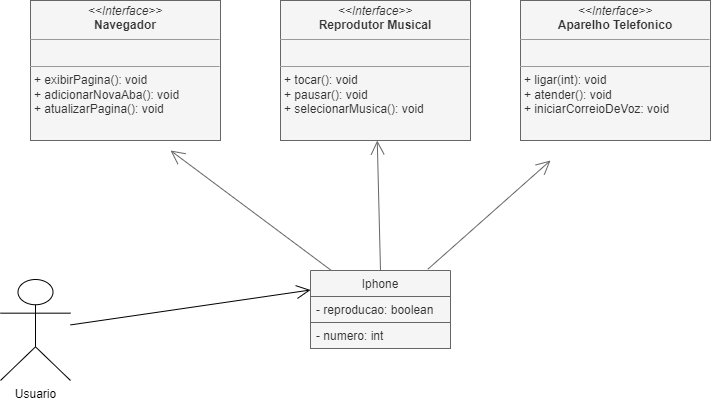 <<Interface>>
Navegador
+ exibirPagina(): void
+ adicionarNovaAba(): void
+ atualizarPagina(): void
<<Interface>>
Reprodutor Musical
+ tocar(): void
+ pausar(): void
+ selecionarMusica(): void
<<Interface>>
Aparelho Telefonico
+ ligar(int): void
+ atender(): void
+ iniciarCorreioDeVoz: void
Iphone
- reproducao: boolean
- numero: int
Usuario